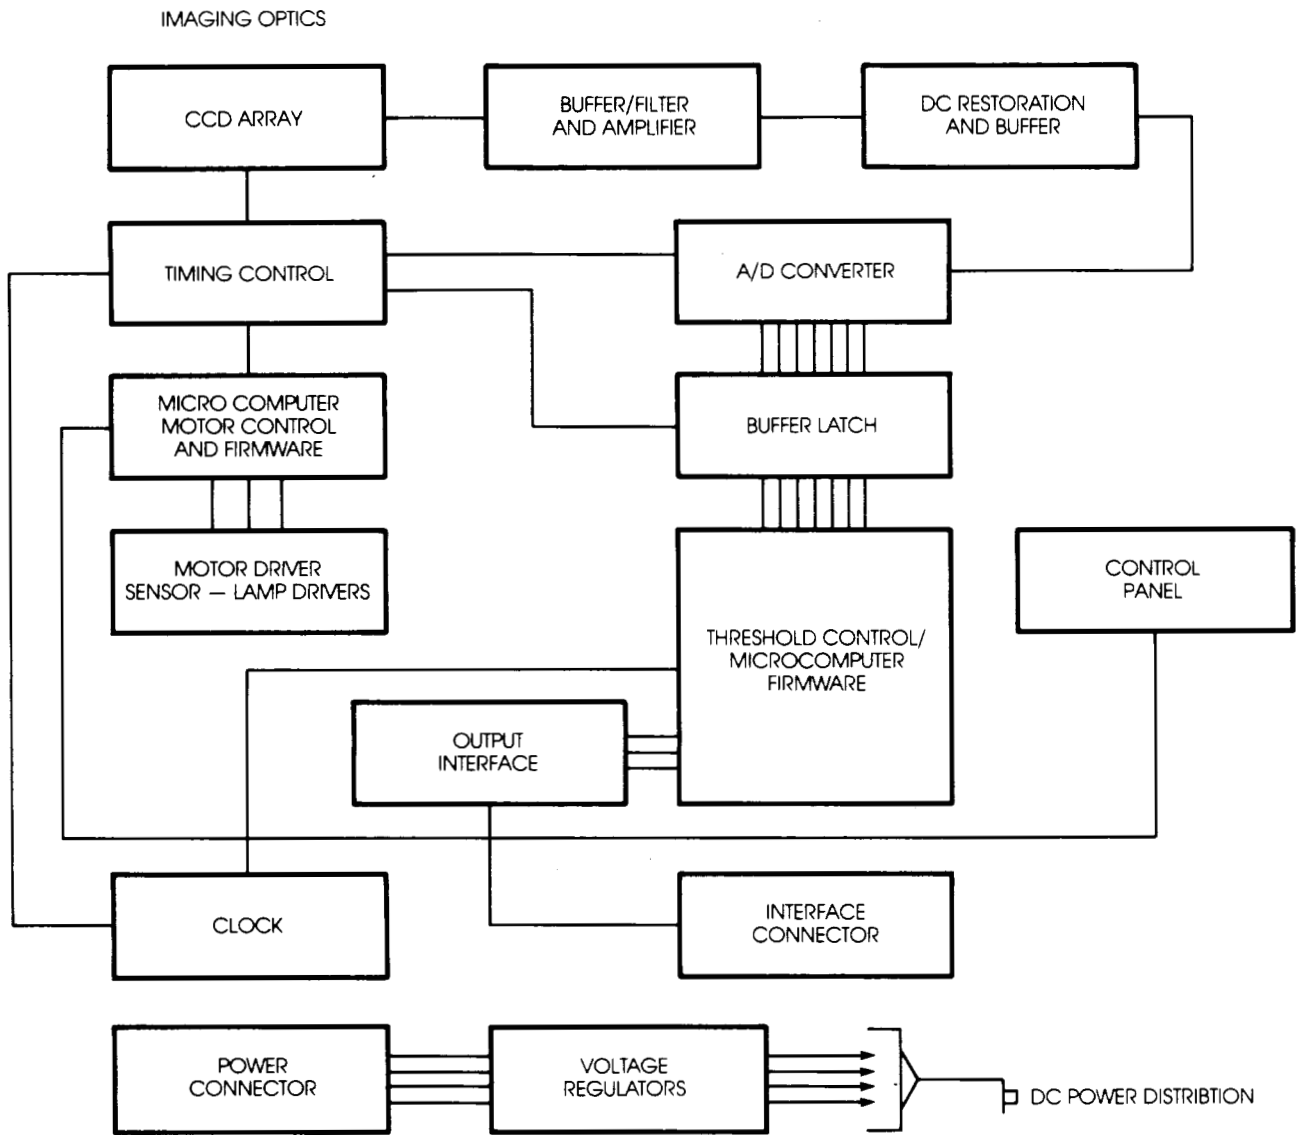 IMAGING OPTICS
CCD ARRAY
BUFFER/FILTER
AND AMPLIFIER
DC RESTORATION
AND BUFFER
TIMING CONTROL
A/D CONVERTER
MICRO COMPUTER
MOTOR CONTROL
AND FIRMWARE
BUFFER LATCH
MOTOR DRIVER
SENSOR — LAMP DRIVERS
CONTROL
PANEL
THRESHOLD CONTROL/
MICROCOMPUTER
FIRMWARE
OUTPUT
INTERFACE
CLOCK
INTERFACE
CONNECTOR
POWER
CONNECTOR
VOLTAGE
REGULATORS
DC POWER DISTRIBTION